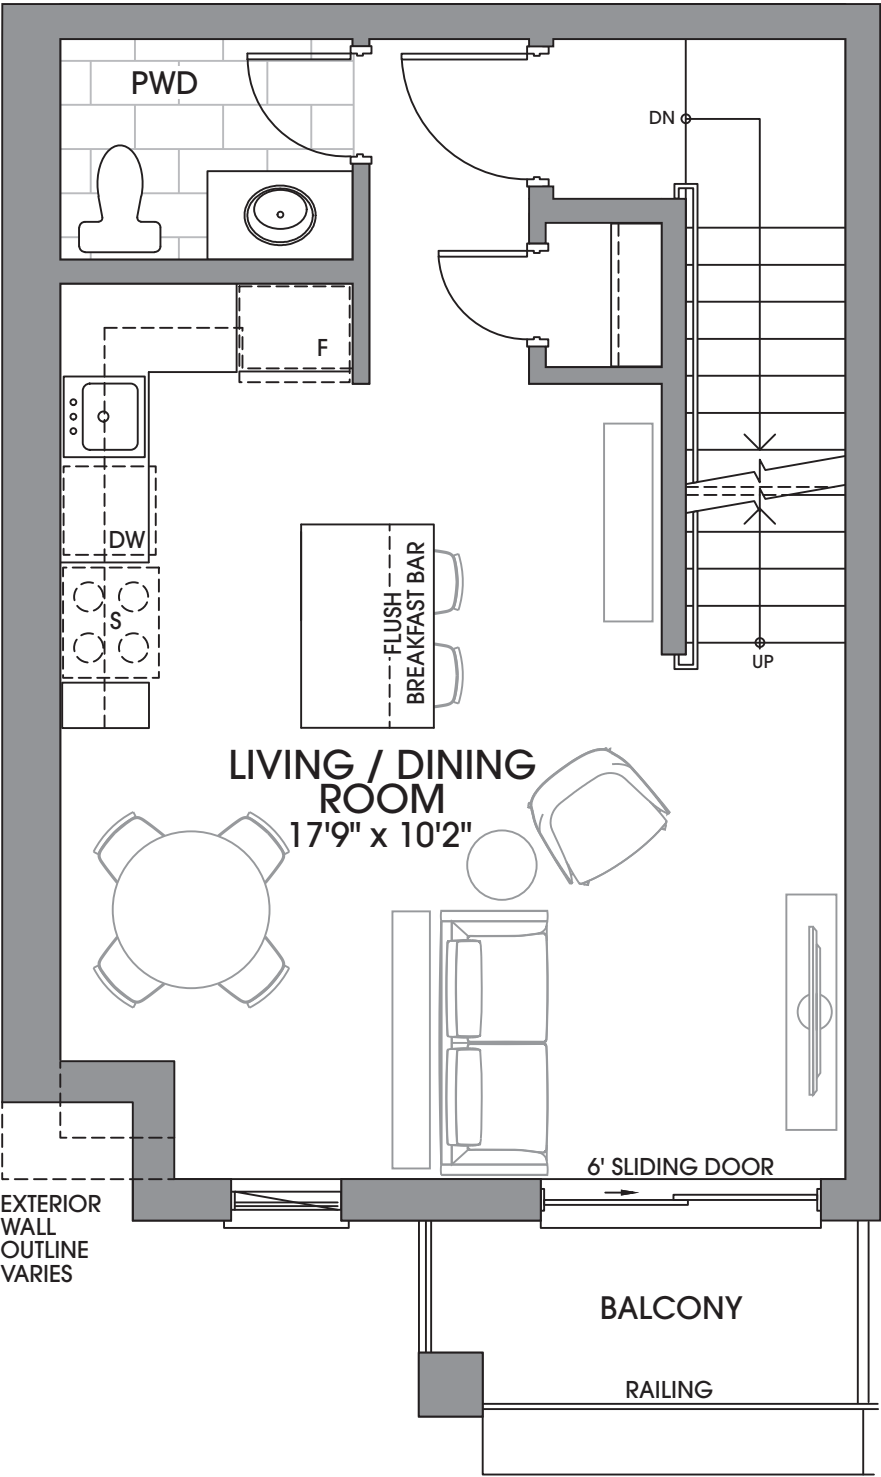 PWD
DN
F
DW
S
FLUSH
BREAKFAST BAR
UP
LIVING / DINING
ROOM
17'9" x 10'2"
6' SLIDING DOOR
EXTERIOR
WALL
OUTLINE
VARIES
BALCONY
RAILING